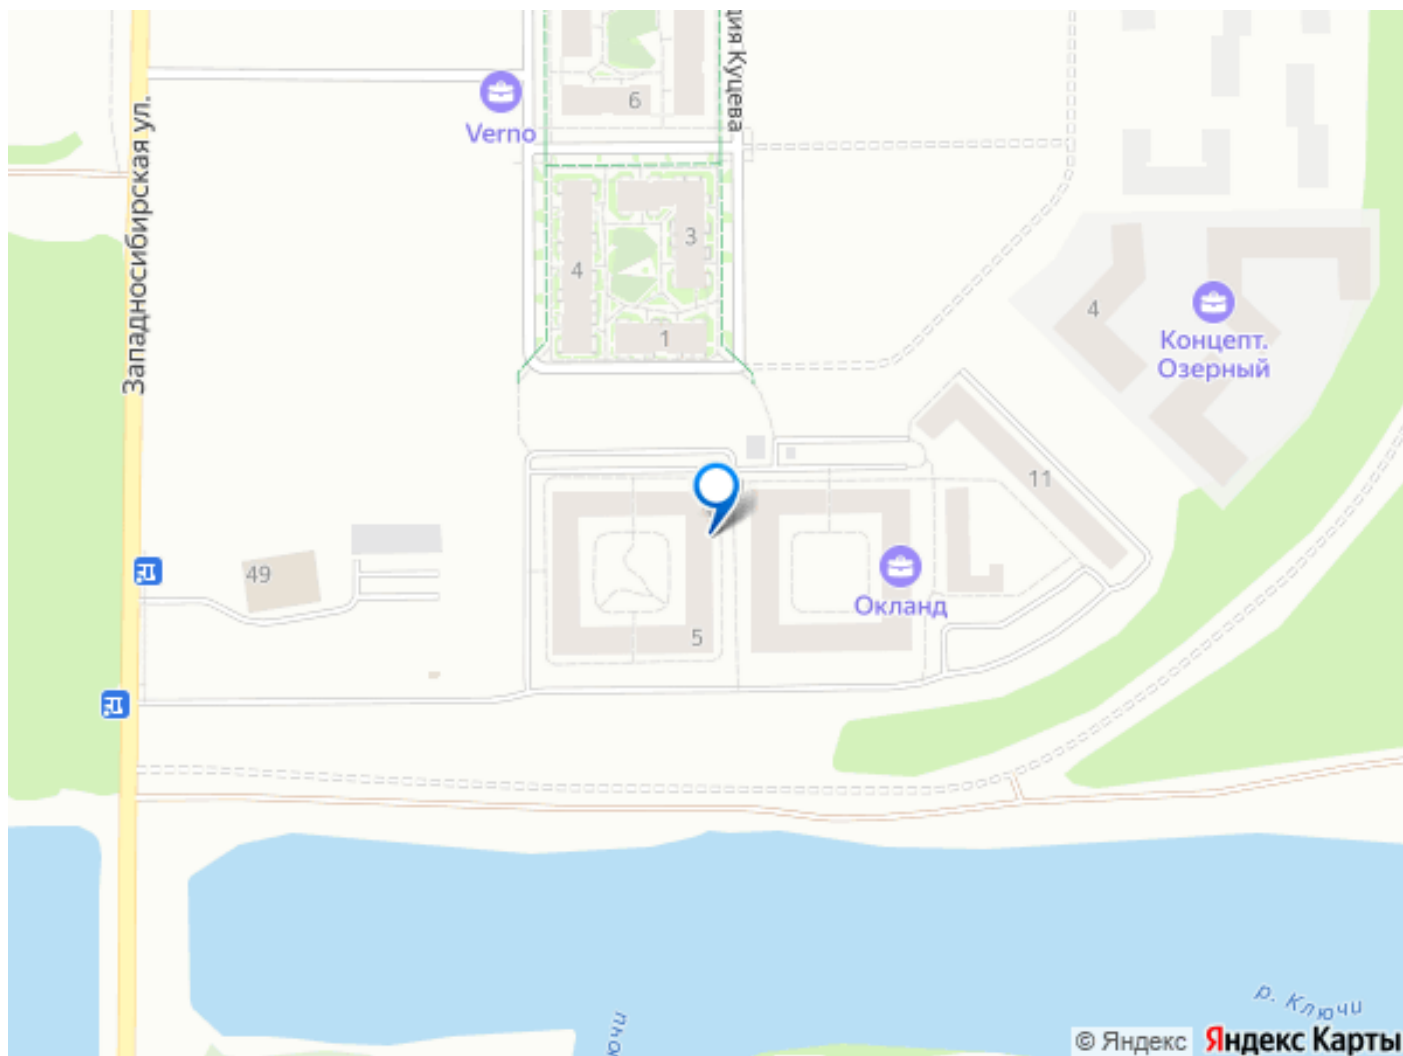 Западносибирская ул.
Куцева
6
Verno
3
4
1
4
Концепт.
Озерный
11
49
Окланд
5
р. Ключи
© Яндекс
Яндекс Карты